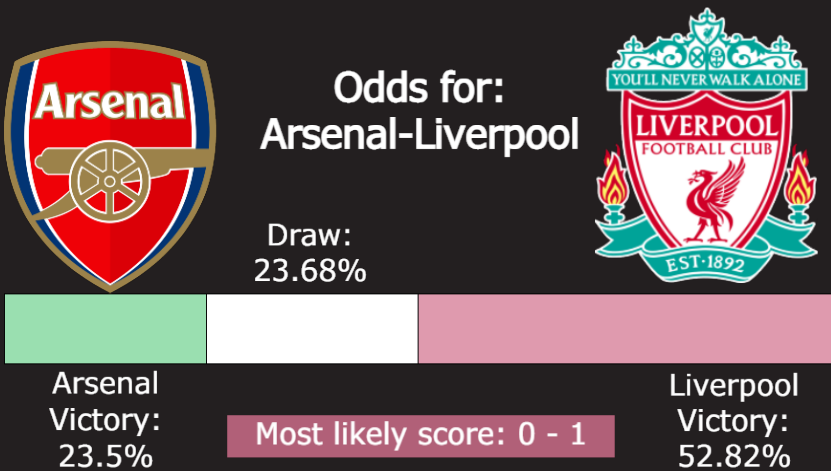 Arsenal
Odds for:
Arsenal-Liverpool
YOU'LL NEVER WALK ALONE
LIVERPOOL
FOOTBALL CLUB
EST·1892
Draw:
23.68%
Arsenal
Victory:
23.5%
Most likely score: 0 - 1
Liverpool
Victory:
52.82%